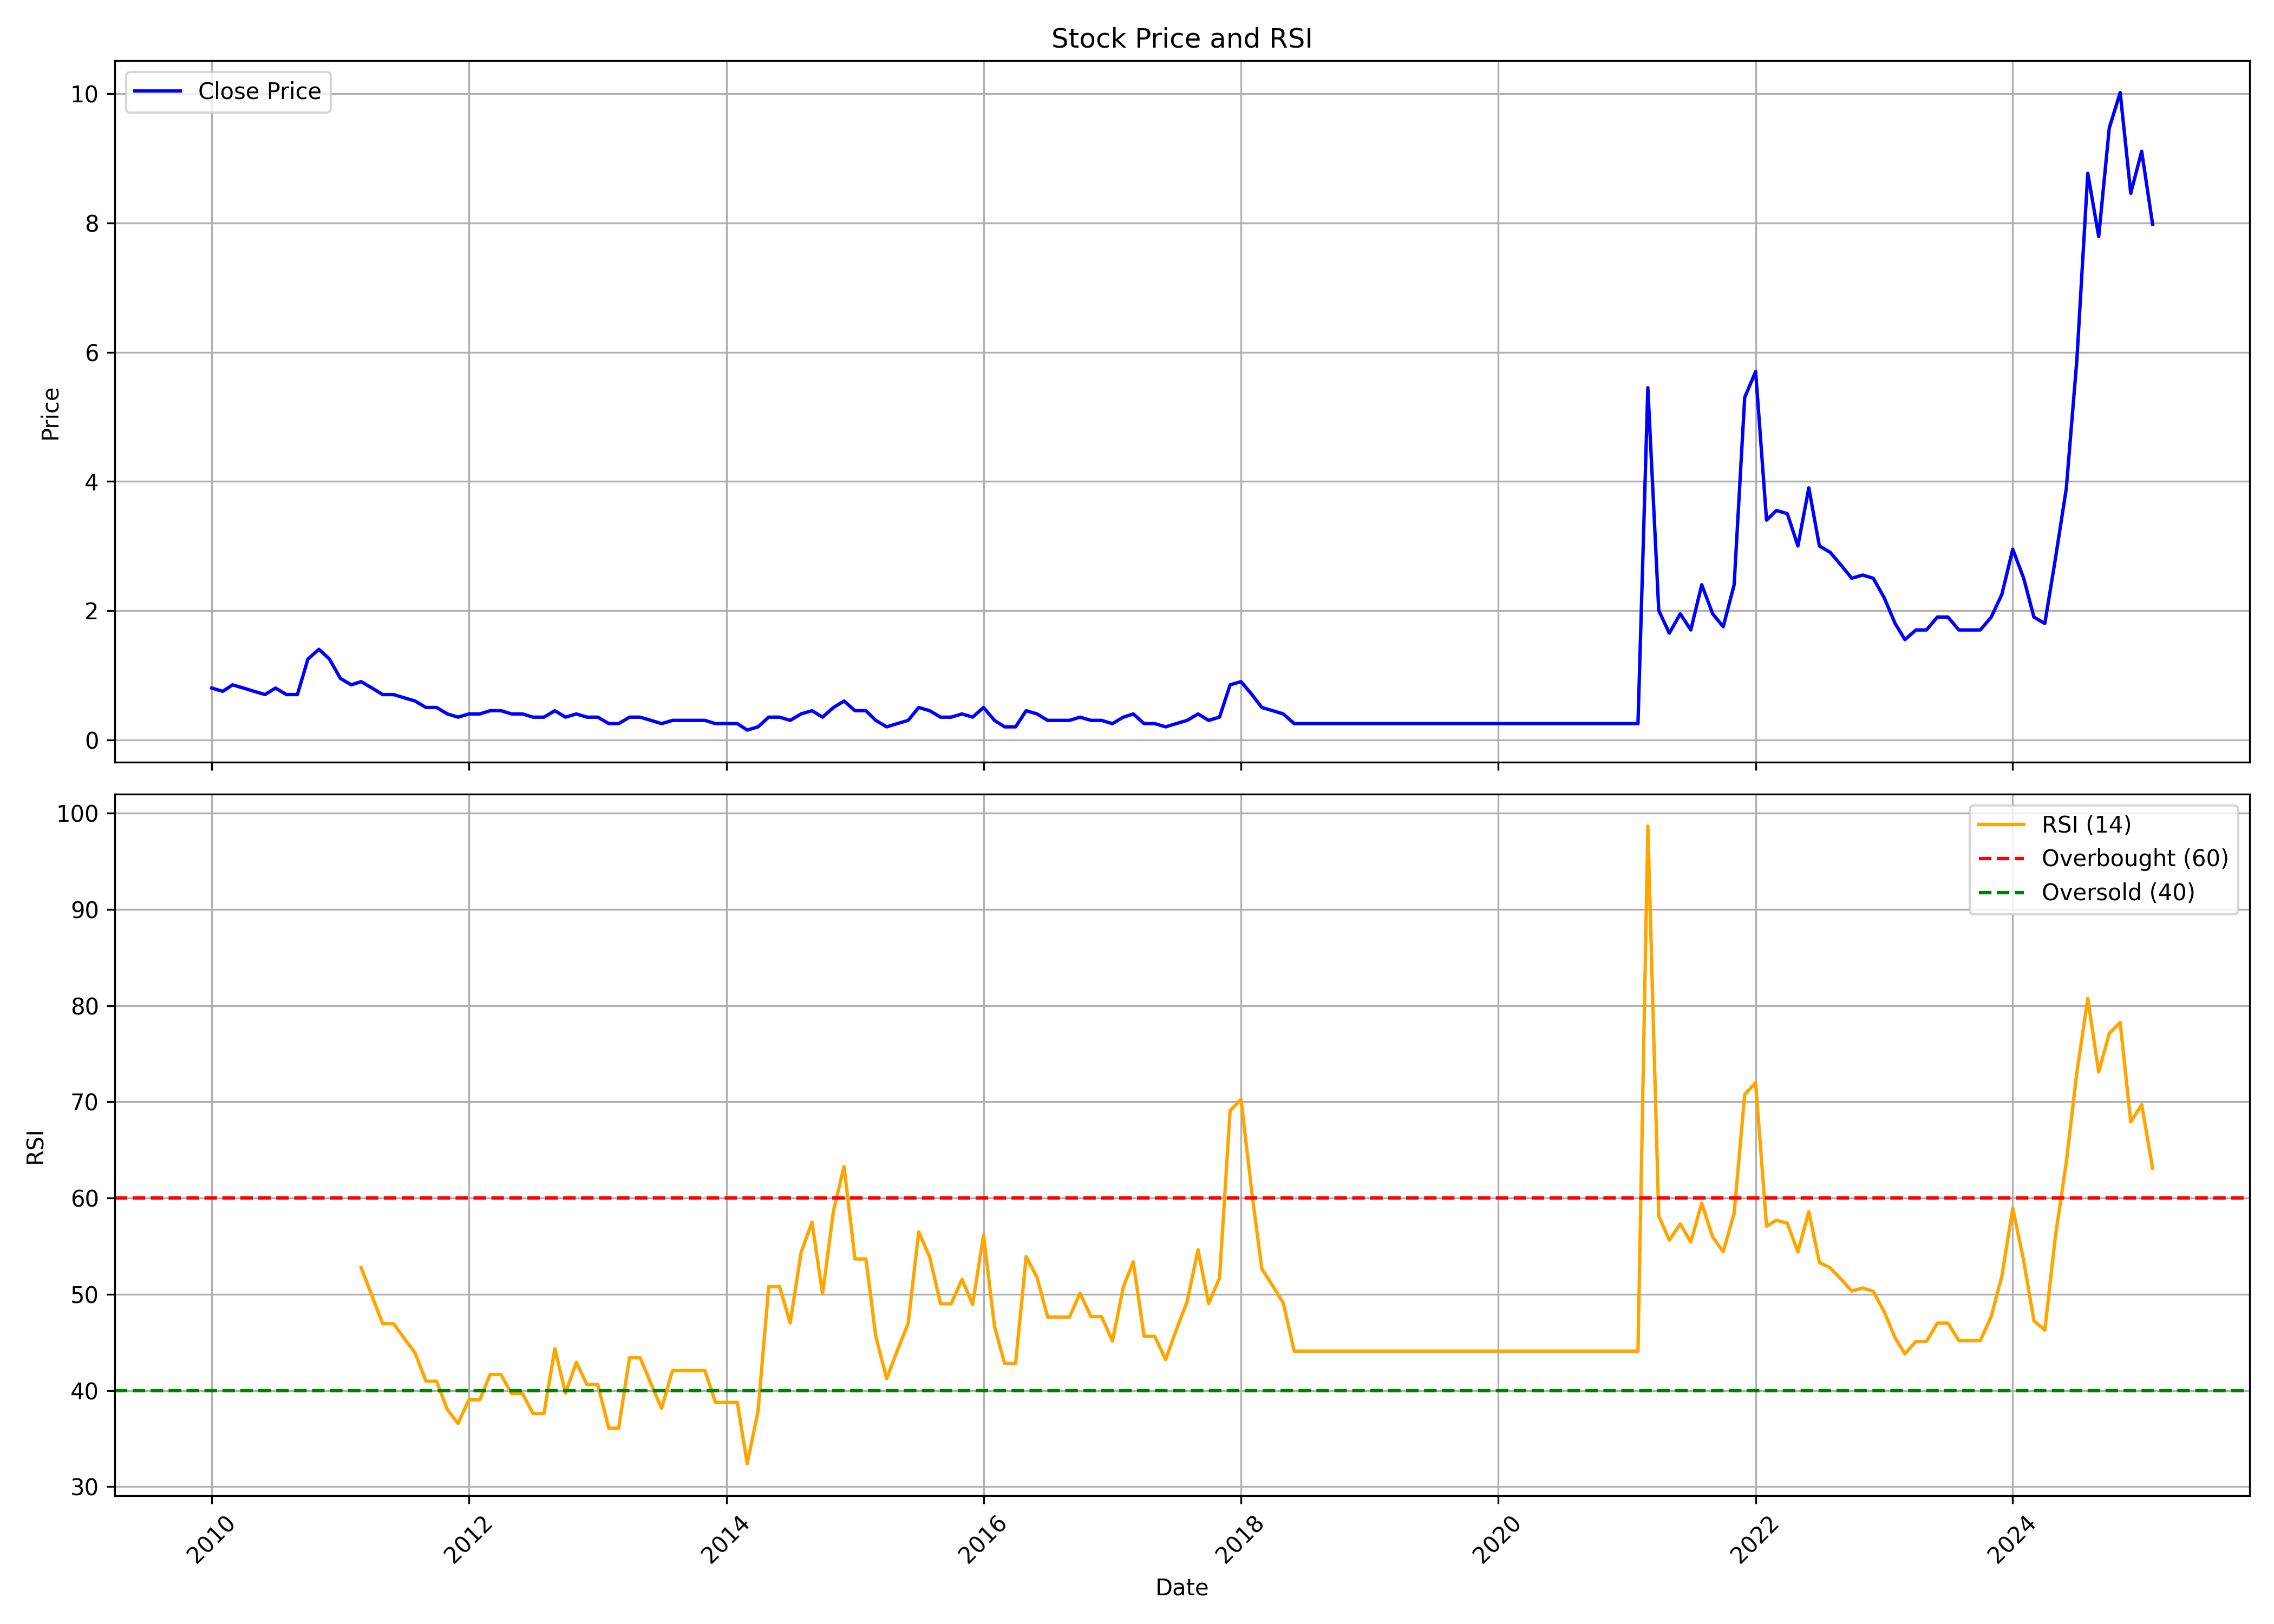 Stock Price and RSI
Close Price
10
8
6
4
2
0
Price
100
90
80
70
60
50
40
30
RSI
RSI (14)
Overbought (60)
Oversold (40)
2010
2012
2014
2016
2018
2020
2022
2024
Date